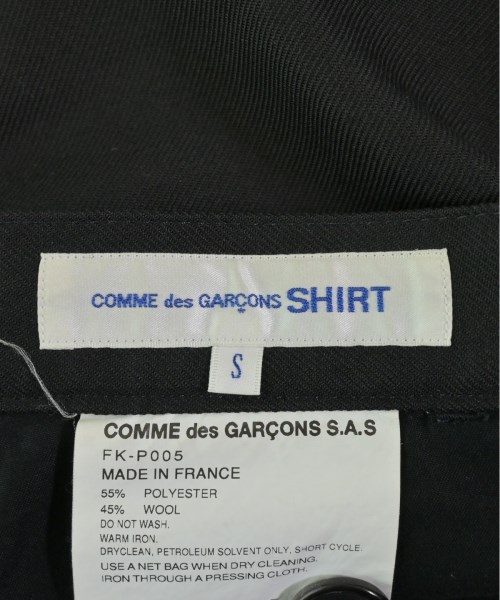 COMME des GARÇONS SHIRT
S
COMME des GARÇONS S.A.S
FK-P005
MADE IN FRANCE
55% POLYESTER
45% WOOL
DO NOT WASH.
WARM IRON.
DRYCLEAN, PETROLEUM SOLVENT ONLY, SHORT CYCLE.
USE A NET BAG WHEN DRY CLEANING.
IRON THROUGH A PRESSING CLOTH.